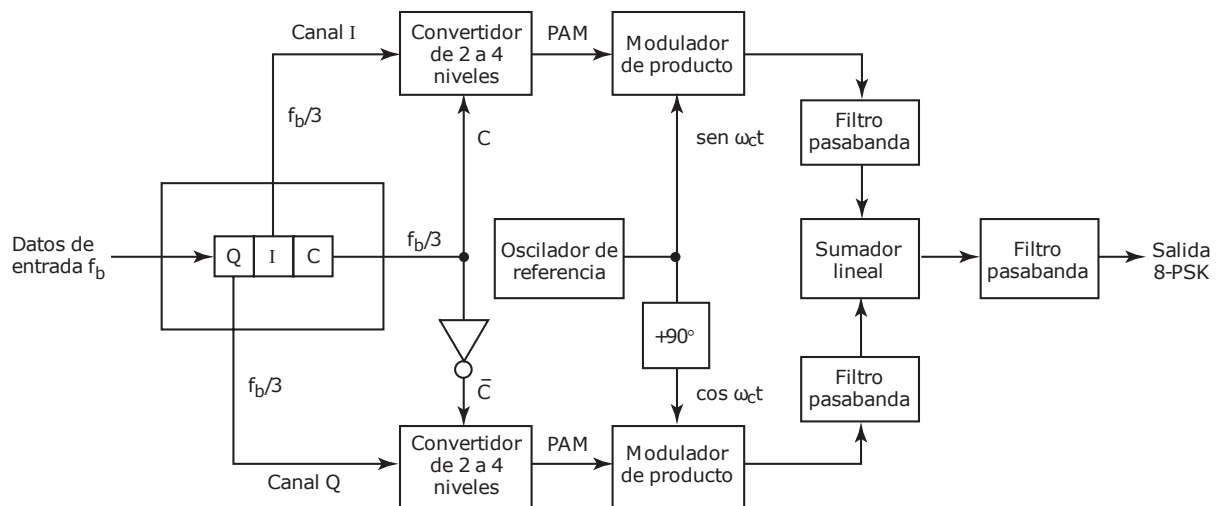 Canal I
Convertidor
de 2 a 4
niveles
PAM
Modulador
de producto
f_b/3
C
sen ω_ct
Filtro
pasabanda
Datos de
entrada f_b
Q I C
f_b/3
Oscilador de
referencia
Sumador
lineal
Filtro
pasabanda
Salida
8-PSK
+90°
f_b/3
C̄
cos ω_ct
Filtro
pasabanda
Canal Q
Convertidor
de 2 a 4
niveles
PAM
Modulador
de producto